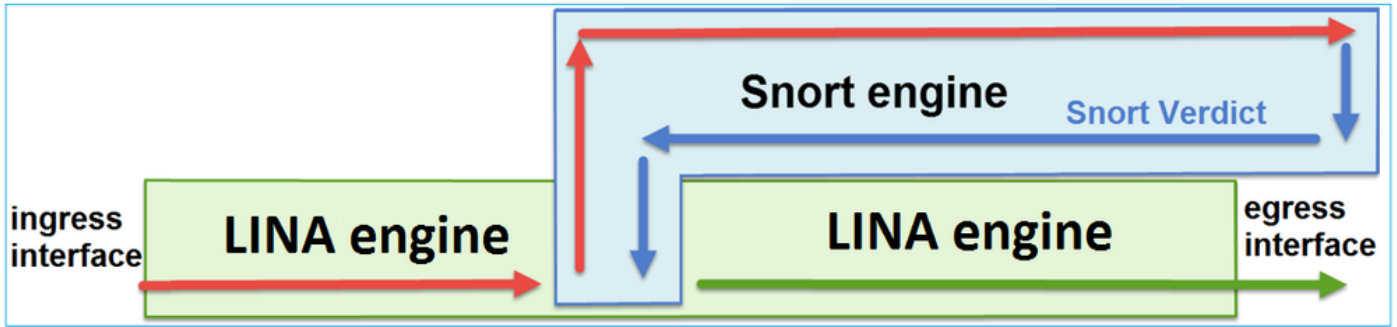 Snort engine
Snort Verdict
ingress
interface
LINA engine
LINA engine
egress
interface